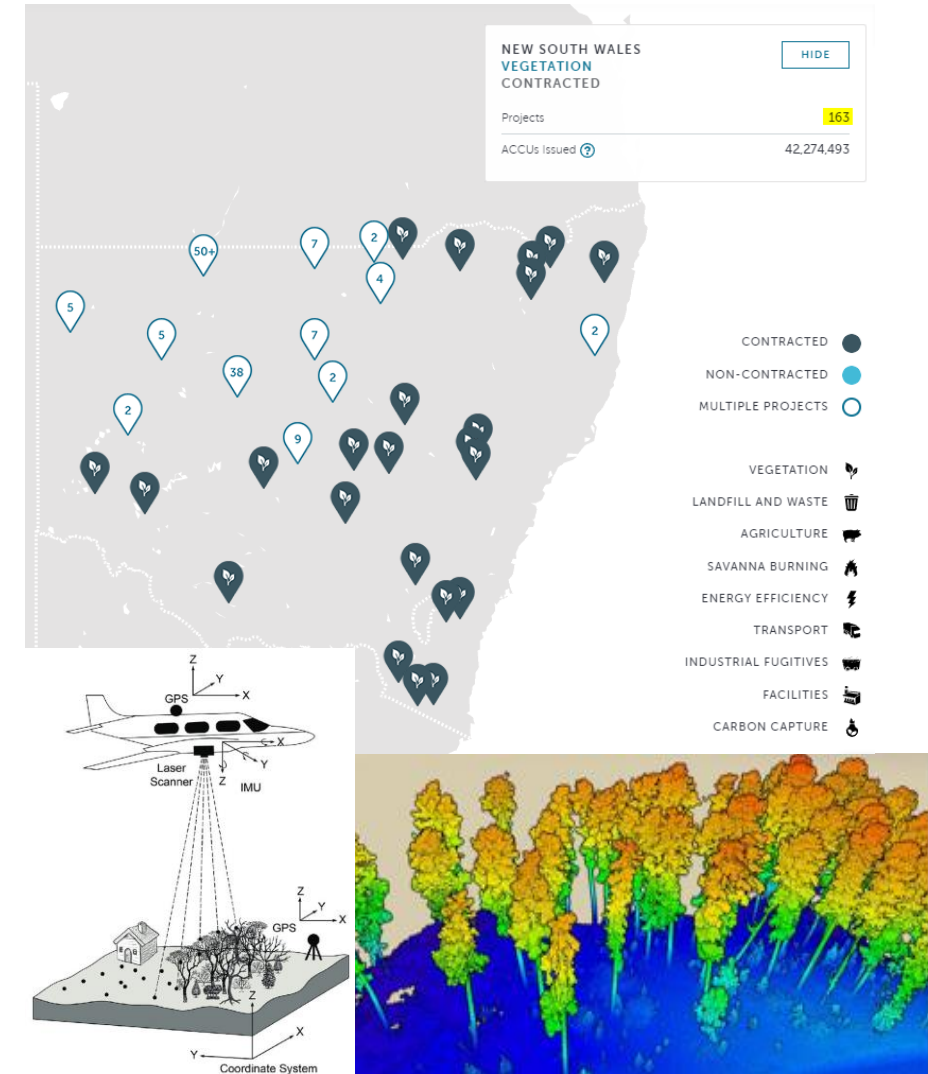 NEW SOUTH WALES
VEGETATION
CONTRACTED
HIDE
Projects 163
ACCUs Issued ? 42,274,493
50+
7
2
4
5
5
7
2
38
2
2
9
CONTRACTED
NON-CONTRACTED
MULTIPLE PROJECTS
VEGETATION
LANDFILL AND WASTE
AGRICULTURE
SAVANNA BURNING
ENERGY EFFICIENCY
TRANSPORT
INDUSTRIAL FUGITIVES
FACILITIES
CARBON CAPTURE
Z
Y
X
GPS
X
Y
Z
Laser
Scanner
IMU
Z
Y
X
GPS
Z
X
Y
Coordinate System